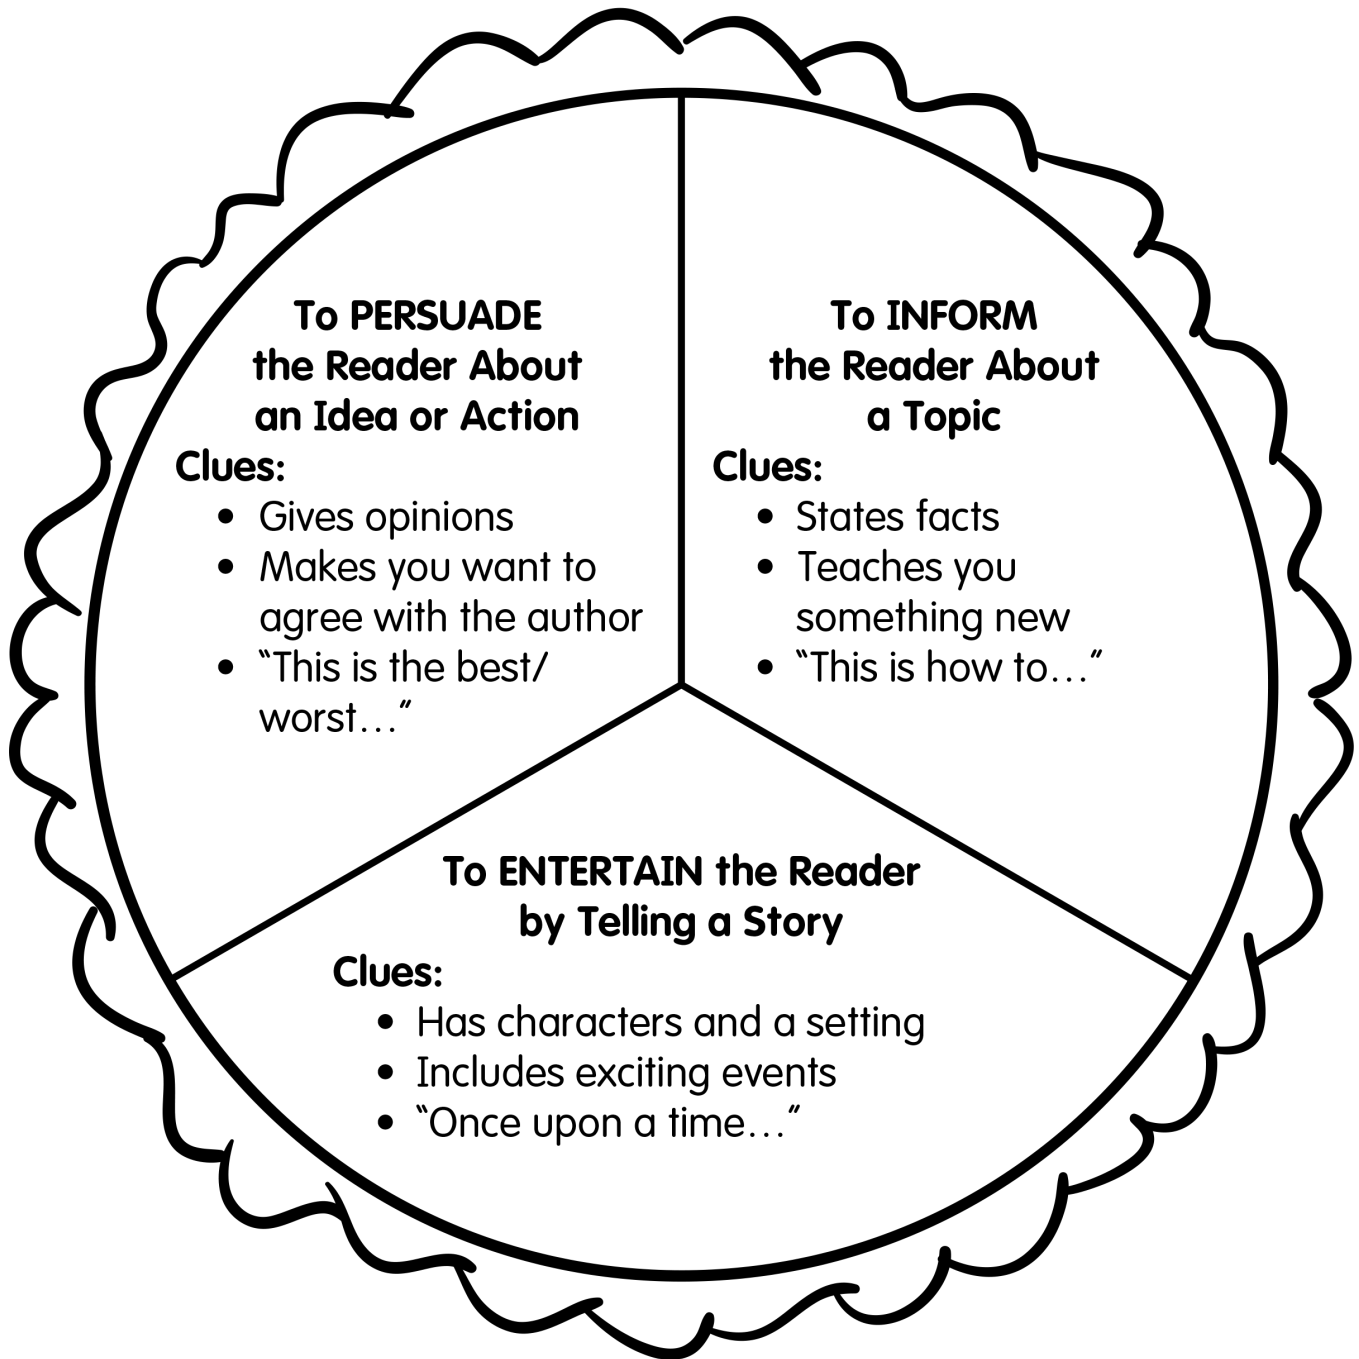 To PERSUADE
the Reader About
an Idea or Action
Clues:
• Gives opinions
• Makes you want to
agree with the author
• “This is the best/
worst…”
To INFORM
the Reader About
a Topic
Clues:
• States facts
• Teaches you
something new
• “This is how to…”
To ENTERTAIN the Reader
by Telling a Story
Clues:
• Has characters and a setting
• Includes exciting events
• “Once upon a time…”